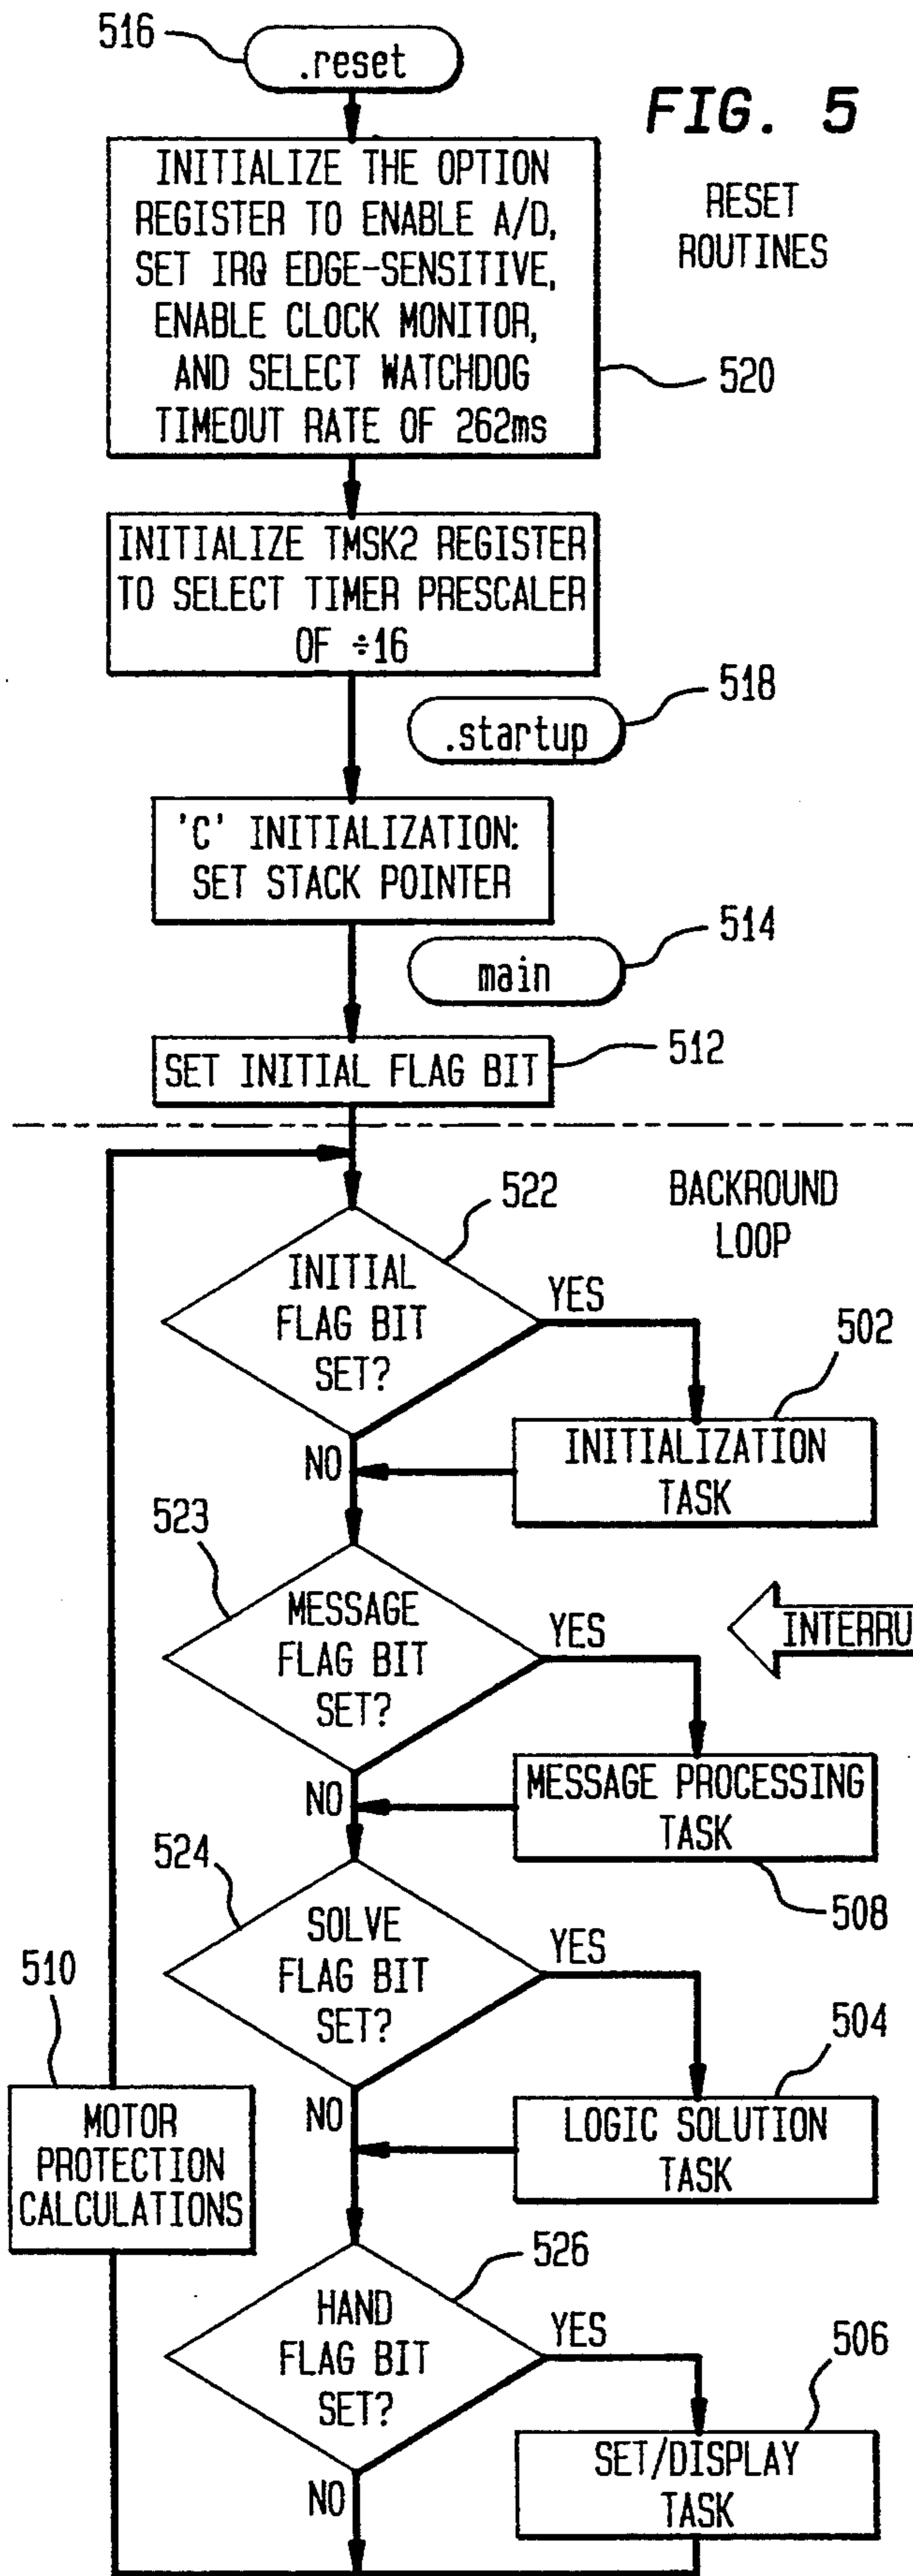 516
.reset
FIG. 5
RESET
ROUTINES
INITIALIZE THE OPTION
REGISTER TO ENABLE A/D,
SET IRQ EDGE-SENSITIVE,
ENABLE CLOCK MONITOR,
AND SELECT WATCHDOG
TIMEOUT RATE OF 262ms
520
INITIALIZE TMSK2 REGISTER
TO SELECT TIMER PRESCALER
OF ÷16
518
.startup
'C' INITIALIZATION:
SET STACK POINTER
514
main
512
SET INITIAL FLAG BIT
BACKROUND
LOOP
522
INITIAL
FLAG BIT
SET?
YES
502
INITIALIZATION
TASK
NO
523
MESSAGE
FLAG BIT
SET?
YES
INTERRU
MESSAGE PROCESSING
TASK
508
NO
524
SOLVE
FLAG BIT
SET?
YES
504
LOGIC SOLUTION
TASK
NO
510
MOTOR
PROTECTION
CALCULATIONS
526
HAND
FLAG BIT
SET?
YES
506
SET/DISPLAY
TASK
NO